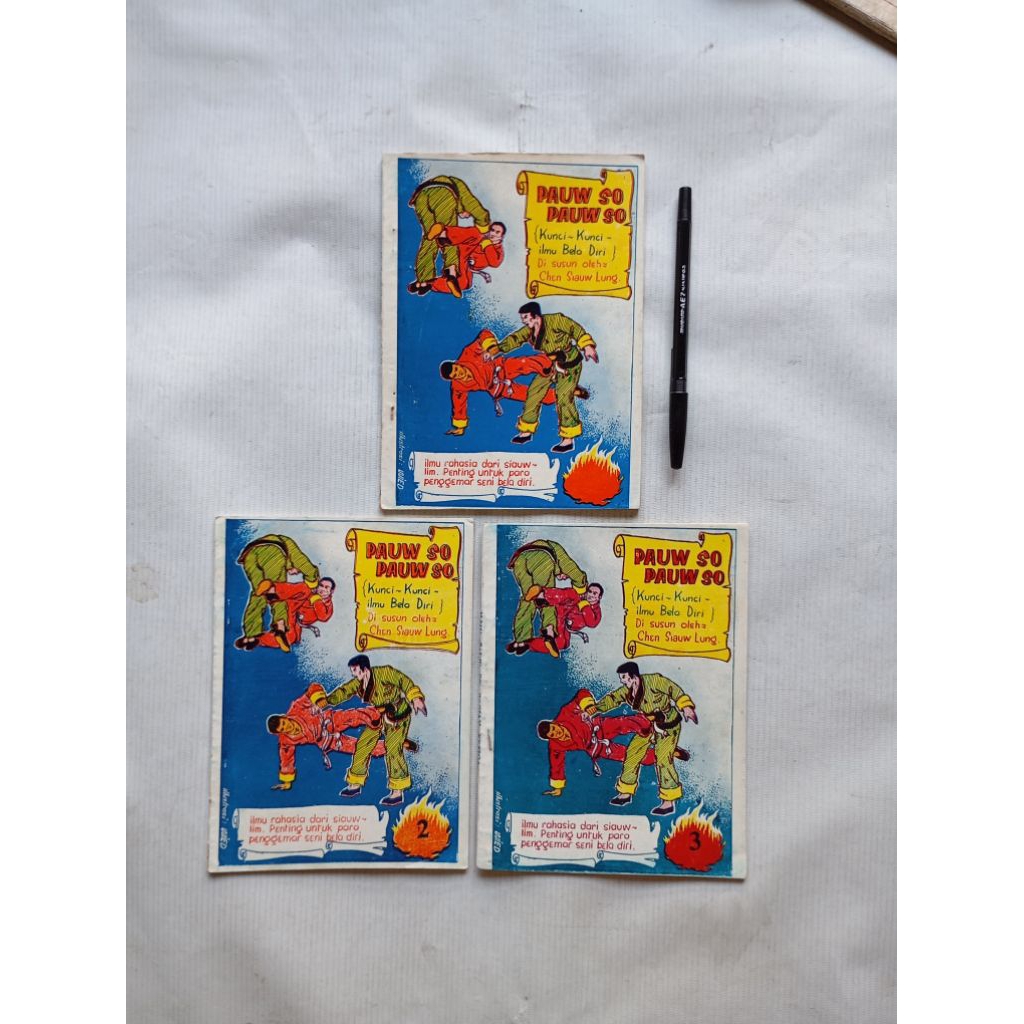 PAUW SO
PAUW SO
(Kunci-Kunci-
ilmu Bela Diri )
Di susun oleh:
Chen Siauw Lung.
illustrasi :
ilmu rahasia dari siauw-
lim. Penting untuk para
penggemar seni bela diri.
AE7
PAUW SO
PAUW SO
(Kunci-Kunci-
ilmu Bela Diri )
Di susun oleh:
Chen Siauw Lung.
illustrasi :
ilmu rahasia dari siauw-
lim. Penting untuk para
penggemar seni bela diri.
2
PAUW SO
PAUW SO
(Kunci-Kunci-
ilmu Bela Diri )
Di susun oleh:
Chen Siauw Lung.
illustrasi :
ilmu rahasia dari siauw-
lim. Penting untuk para
penggemar seni bela diri.
3